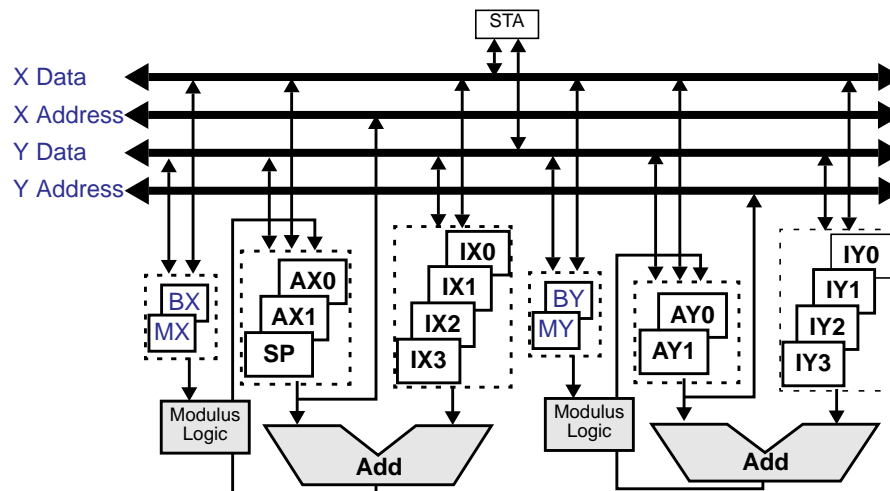 STA
X Data
X Address
Y Data
Y Address
BX
MX
AX0
AX1
SP
IX0
IX1
IX2
IX3
BY
MY
AY0
AY1
IY0
IY1
IY2
IY3
Modulus
Logic
Add
Modulus
Logic
Add